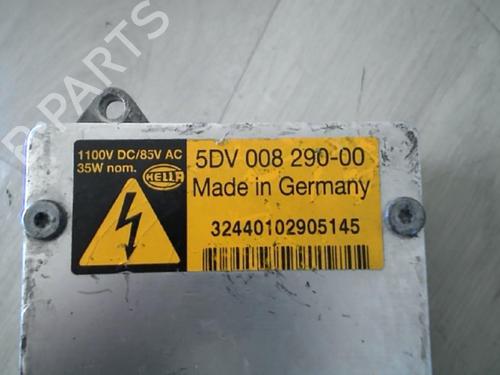 B-PARTS
1100V DC/85V AC
35W nom.
HELLA
5DV 008 290-00
Made in Germany
32440102905145